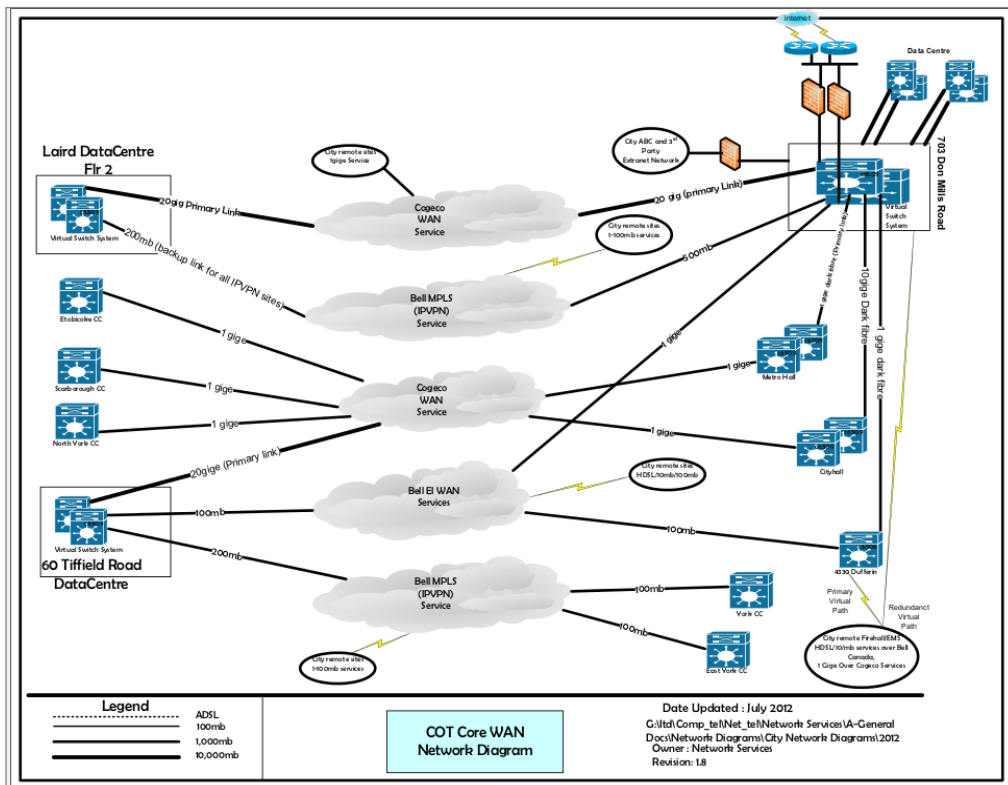 internet
Data Centre
703 Don Mills Road
Laird DataCentre
Flr 2
City remote sites
1gige Service
City ABC and 3rd
Party
Extranet Network
Virtual Switch System
20gig Primary Link
Cogeco
WAN
Service
20 gig (primary Link)
Virtual
Switch
System
200mb (backup link for all IPVPN sites)
City remote sites
1-100mb services
500mb
Bell MPLS
(IPVPN)
Service
1 gige dark fibre (Primary link)
10gige Dark fibre
1 gige dark fibre
Etobicoke CC
1 gige
1 gige
Scarborough CC
1 gige
Cogeco
WAN
Service
1 gige
Metro Hall
North York CC
1 gige
1 gige
Cityhall
20gige (Primary link)
City remote sites
HDSL/10mb/100mb
Bell EI WAN
Services
Virtual Switch System
100mb
100mb
60 Tiffield Road
DataCentre
200mb
4330 Dufferin
Bell MPLS
(IPVPN)
Service
100mb
York CC
Primary
Virtual
Path
Redundanct
Virtual
Path
100mb
East York CC
City remote sites
1-100mb services
City remote Firehall/EMS
HDSL/10/mb services over Bell
Canada,
1 Gige Over Cogeco Services
Legend
ADSL
100mb
1,000mb
10,000mb
COT Core WAN
Network Diagram
Date Updated : July 2012
G:\Itd\Comp_tel\Net_tel\Network Services\A-General
Docs\Network Diagrams\City Network Diagrams\2012
Owner : Network Services
Revision: 1.8